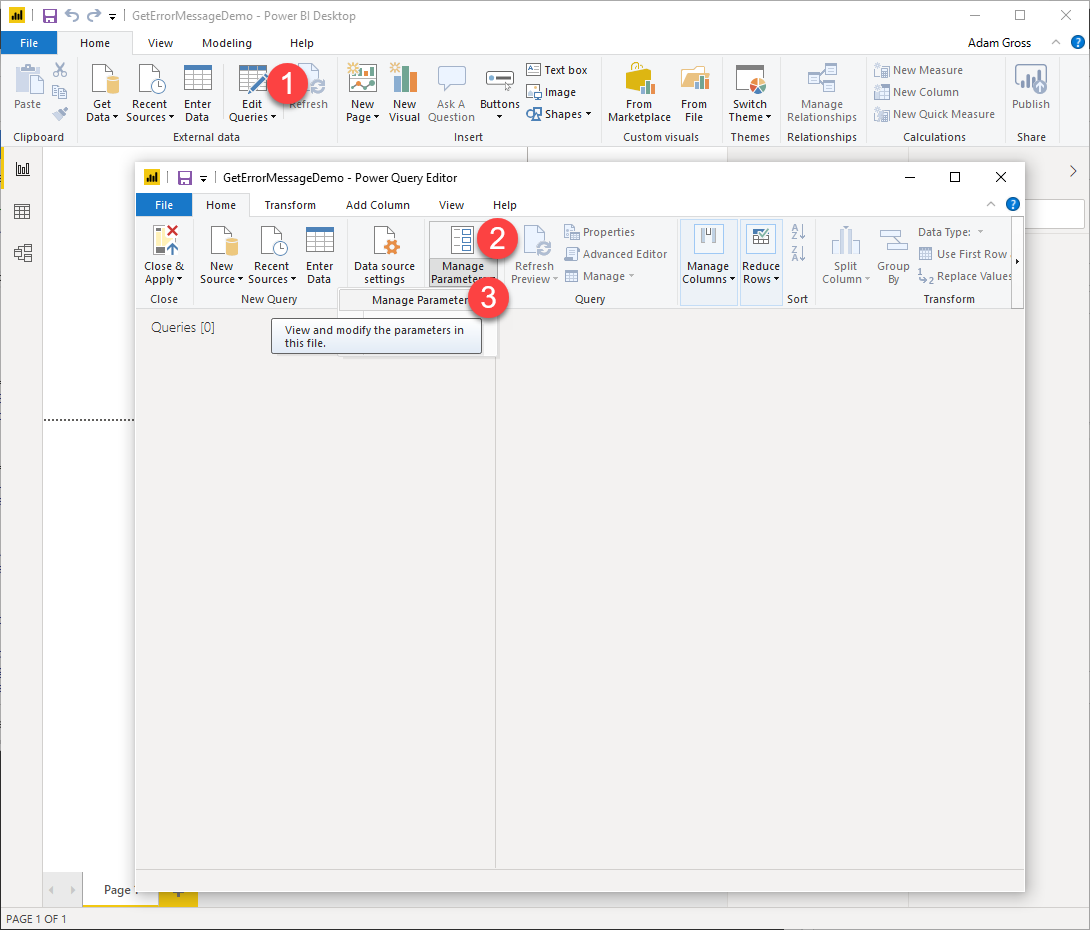 GetErrorMessageDemo - Power BI Desktop
File Home View Modeling Help Adam Gross ?
Paste
Clipboard
Get
Data
Recent
Sources
Enter
Data
Edit
Queries
1
Refresh
External data
New
Page
New
Visual
Ask A
Question
Buttons
Text box
Image
Shapes
Insert
From
Marketplace
From
File
Custom visuals
Switch
Theme
Themes
Manage
Relationships
Relationships
New Measure
New Column
New Quick Measure
Calculations
Publish
Share
GetErrorMessageDemo - Power Query Editor
File Home Transform Add Column View Help ?
Close &
Apply
Close
New
Source
Recent
Sources
Enter
Data
New Query
Data source
settings
Manage
Parameters
2
Manage Parameter
3
Refresh
Preview
Properties
Advanced Editor
Manage
Query
Manage
Columns
Reduce
Rows
A
Z
Z
A
Sort
Split
Column
Group
By
Data Type:
Use First Row
1
2
Replace Values
Transform
Queries [0]
View and modify the parameters in
this file.
Page
PAGE 1 OF 1